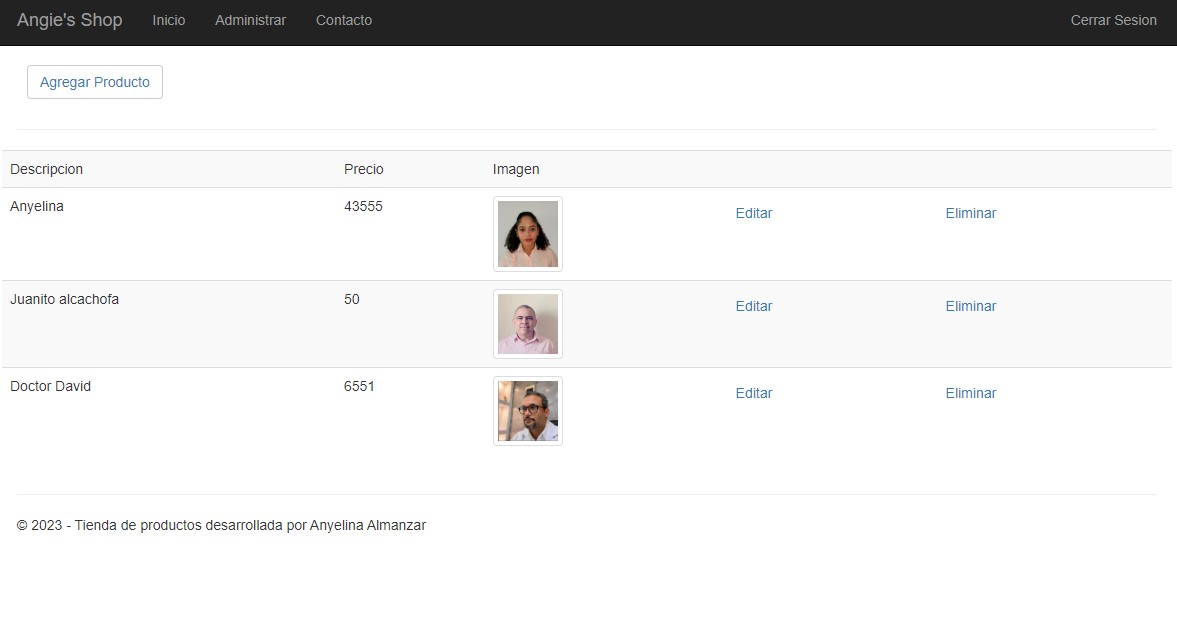 Angie's Shop Inicio Administrar Contacto Cerrar Sesion
Agregar Producto
Descripcion Precio Imagen
Anyelina 43555 Editar Eliminar
Juanito alcachofa 50 Editar Eliminar
Doctor David 6551 Editar Eliminar
© 2023 - Tienda de productos desarrollada por Anyelina Almanzar